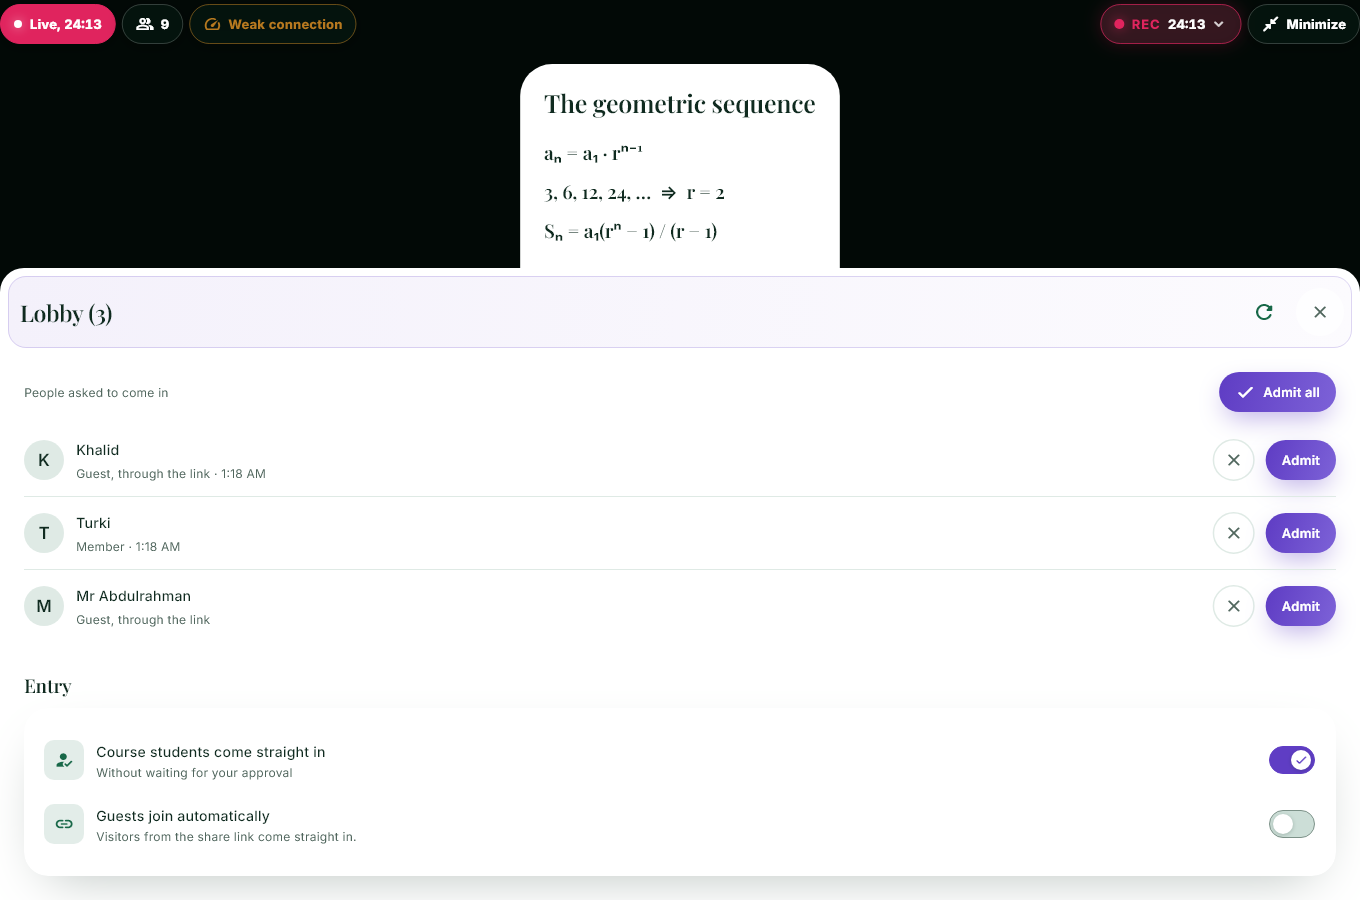 Live, 24:13
9
Weak connection
REC 24:13
Minimize
The geometric sequence
aₙ = a₁ · rⁿ⁻¹
3, 6, 12, 24, … ⇒ r = 2
Sₙ = a₁(rⁿ − 1) / (r − 1)
Lobby (3)
People asked to come in
Admit all
K
Khalid
Guest, through the link · 1:18 AM
Admit
T
Turki
Member · 1:18 AM
Admit
M
Mr Abdulrahman
Guest, through the link
Admit
Entry
Course students come straight in
Without waiting for your approval
Guests join automatically
Visitors from the share link come straight in.